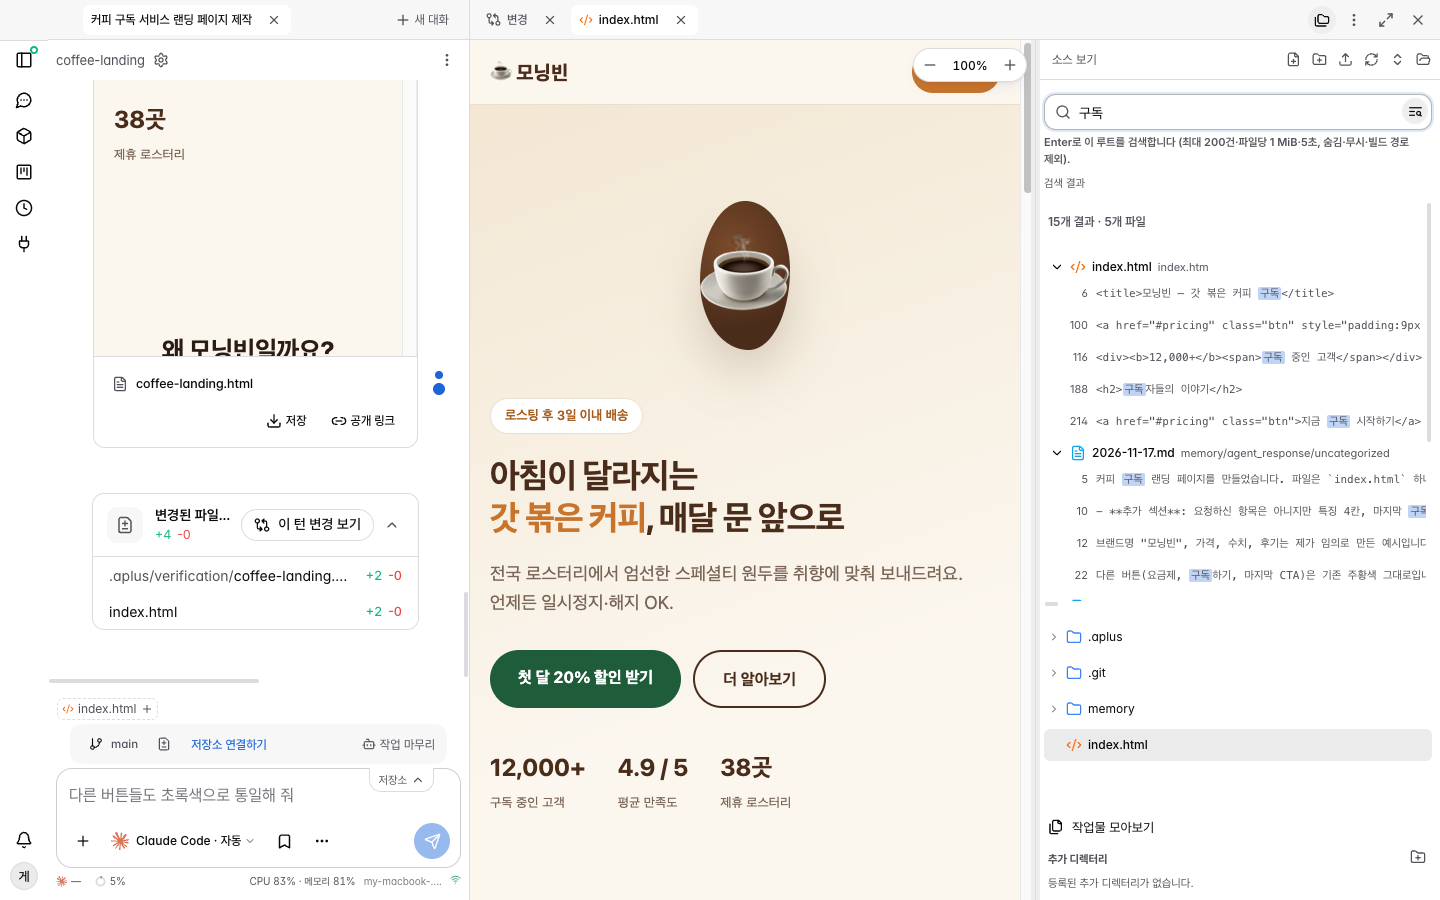 커피 구독 서비스 랜딩 페이지 제작
새 대화
변경
index.html
coffee-landing
38곳
제휴 로스터리
왜 모닝빈일까요?
coffee-landing.html
저장
공개 링크
변경된 파일...
+4 -0
이 턴 변경 보기
.aplus/verification/coffee-landing.... +2 -0
index.html +2 -0
index.html
main
저장소 연결하기
작업 마무리
저장소
다른 버튼들도 초록색으로 통일해 줘
Claude Code · 자동
게
5%
CPU 83% · 메모리 81% my-macbook-....
모닝빈
100%
로스팅 후 3일 이내 배송
아침이 달라지는
갓 볶은 커피, 매달 문 앞으로
전국 로스터리에서 엄선한 스페셜티 원두를 취향에 맞춰 보내드려요.
언제든 일시정지·해지 OK.
첫 달 20% 할인 받기
더 알아보기
12,000+ 4.9 / 5 38곳
구독 중인 고객 평균 만족도 제휴 로스터리
소스 보기
구독
Enter로 이 루트를 검색합니다 (최대 200건·파일당 1 MiB·5초, 숨김·무시·빌드 경로
제외).
검색 결과
15개 결과 · 5개 파일
index.html index.htm
6 <title>모닝빈 — 갓 볶은 커피 구독</title>
100 <a href="#pricing" class="btn" style="padding:9px
116 <div><b>12,000+</b><span>구독 중인 고객</span></div>
188 <h2>구독자들의 이야기</h2>
214 <a href="#pricing" class="btn">지금 구독 시작하기</a>
2026-11-17.md memory/agent_response/uncategorized
5 커피 구독 랜딩 페이지를 만들었습니다. 파일은 `index.html` 하나
10 – **추가 섹션**: 요청하신 항목은 아니지만 특징 4칸, 마지막 구독
12 브랜드명 "모닝빈", 가격, 수치, 후기는 제가 임의로 만든 예시입니다
22 다른 버튼(요금제, 구독하기, 마지막 CTA)은 기존 주황색 그대로입니
.aplus
.git
memory
index.html
작업물 모아보기
추가 디렉터리
등록된 추가 디렉터리가 없습니다.